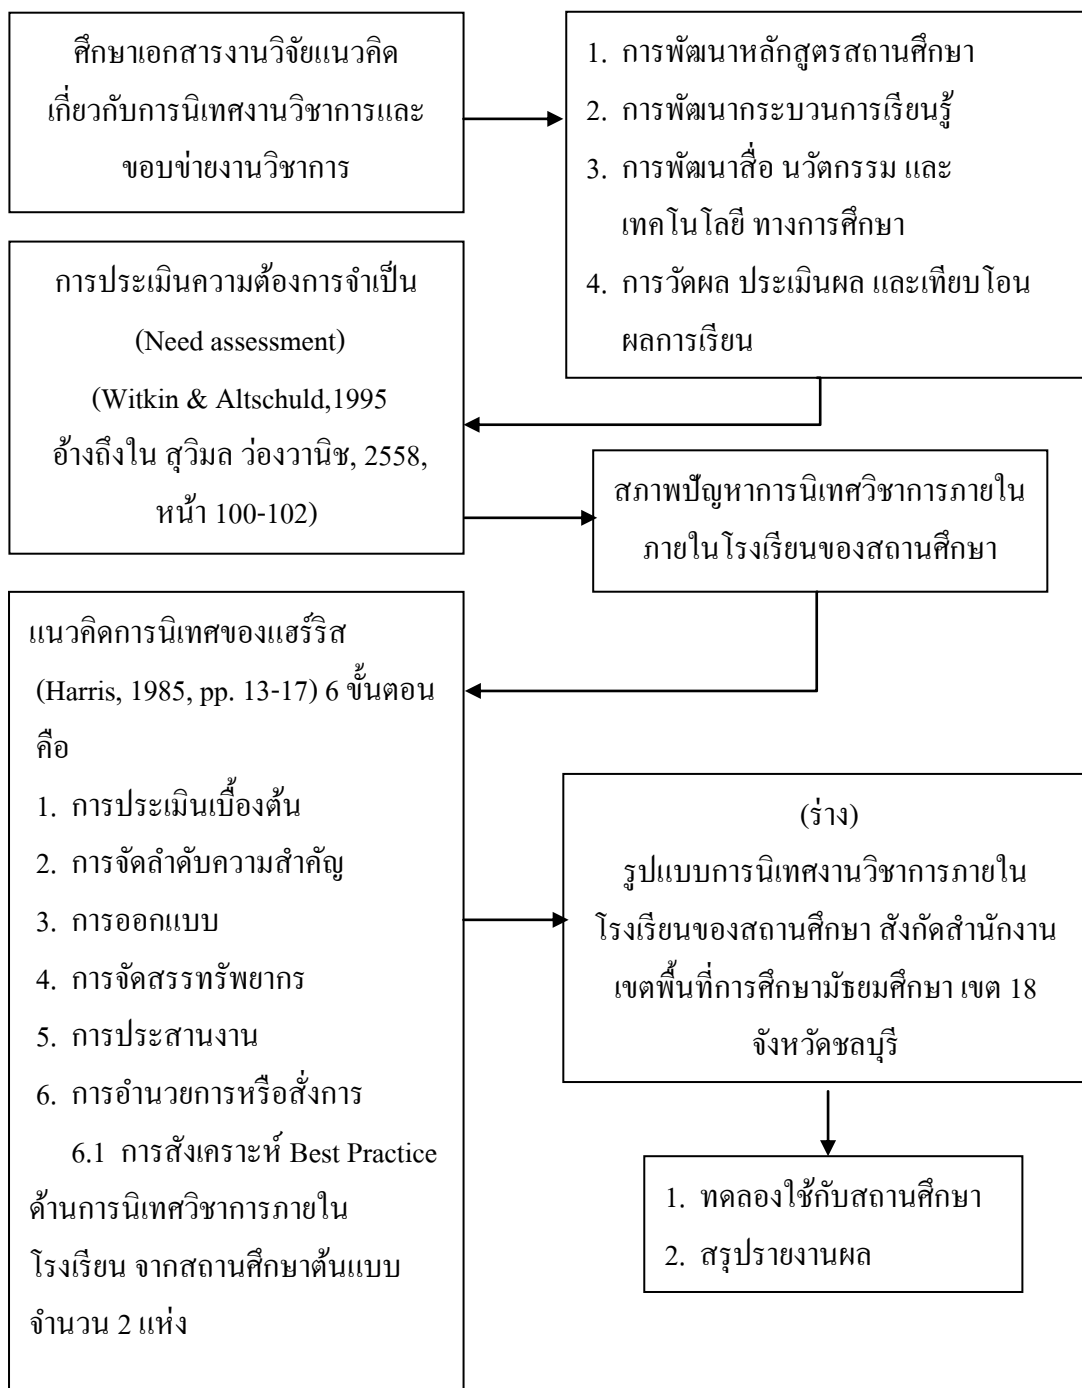 ศึกษาเอกสารงานวิจัยแนวคิด
เกี่ยวกับการนิเทศงานวิชาการและ
ขอบข่ายงานวิชาการ
1. การพัฒนาหลักสูตรสถานศึกษา
2. การพัฒนากระบวนการเรียนรู้
3. การพัฒนาสื่อ นวัตกรรม และ
เทคโนโลยี ทางการศึกษา
4. การวัดผล ประเมินผล และเทียบโอน
ผลการเรียน
การประเมินความต้องการจำเป็น
(Need assessment)
(Witkin & Altschuld,1995
อ้างถึงใน สุวิมล ว่องวานิช, 2558,
หน้า 100-102)
สภาพปัญหาการนิเทศวิชาการภายใน
ภายในโรงเรียนของสถานศึกษา
แนวคิดการนิเทศของแฮร์ริส
(Harris, 1985, pp. 13-17) 6 ขั้นตอน
คือ
1. การประเมินเบื้องต้น
2. การจัดลำดับความสำคัญ
3. การออกแบบ
4. การจัดสรรทรัพยากร
5. การประสานงาน
6. การอำนวยการหรือสั่งการ
6.1 การสังเคราะห์ Best Practice
ด้านการนิเทศวิชาการภายใน
โรงเรียน จากสถานศึกษาต้นแบบ
จำนวน 2 แห่ง
(ร่าง)
รูปแบบการนิเทศงานวิชาการภายใน
โรงเรียนของสถานศึกษา สังกัดสำนักงาน
เขตพื้นที่การศึกษามัธยมศึกษา เขต 18
จังหวัดชลบุรี
1. ทดลองใช้กับสถานศึกษา
2. สรุปรายงานผล